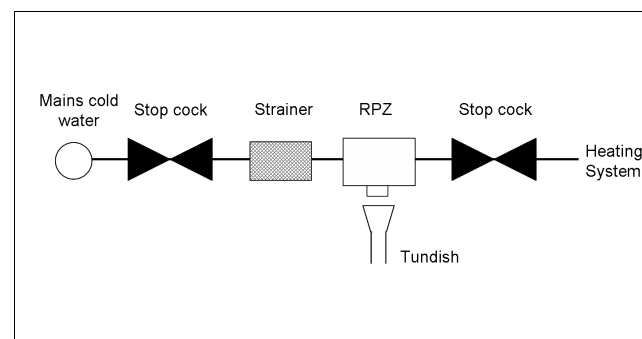 Mains cold
water
Stop cock
Strainer
RPZ
Stop cock
Heating
System
Tundish